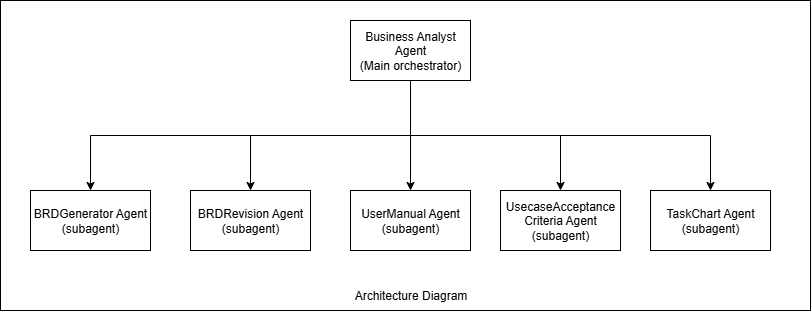 Business Analyst
Agent
(Main orchestrator)
BRDGenerator Agent
(subagent)
BRDRevision Agent
(subagent)
UserManual Agent
(subagent)
UsecaseAcceptance
Criteria Agent
(subagent)
TaskChart Agent
(subagent)
Architecture Diagram